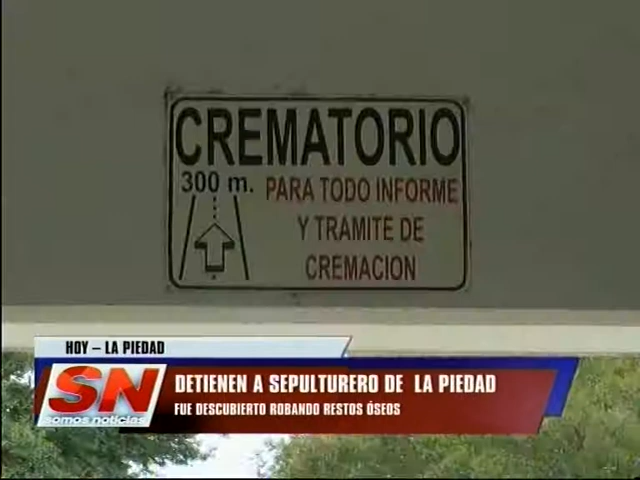 CREMATORIO
300 m.
PARA TODO INFORME
Y TRAMITE DE
CREMACION
HOY – LA PIEDAD
SN
somos noticias
DETIENEN A SEPULTURERO DE LA PIEDAD
FUE DESCUBIERTO ROBANDO RESTOS ÓSEOS